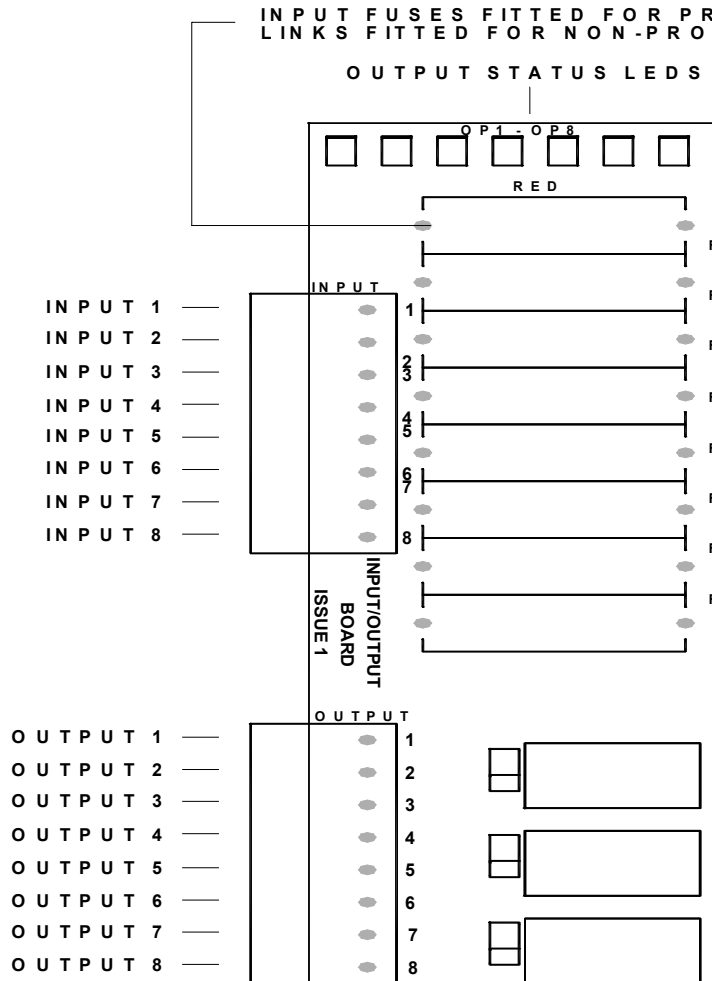 INPUT FUSES FITTED FOR PR
LINKS FITTED FOR NON-PRO
OUTPUT STATUS LEDS
OP1 - OP8
RED
INPUT
INPUT 1
INPUT 2
INPUT 3
INPUT 4
INPUT 5
INPUT 6
INPUT 7
INPUT 8
1
2
3
4
5
6
7
8
F
F
F
F
F
F
F
F
INPUT/OUTPUT
BOARD
ISSUE 1
OUTPUT
OUTPUT 1
OUTPUT 2
OUTPUT 3
OUTPUT 4
OUTPUT 5
OUTPUT 6
OUTPUT 7
OUTPUT 8
1
2
3
4
5
6
7
8